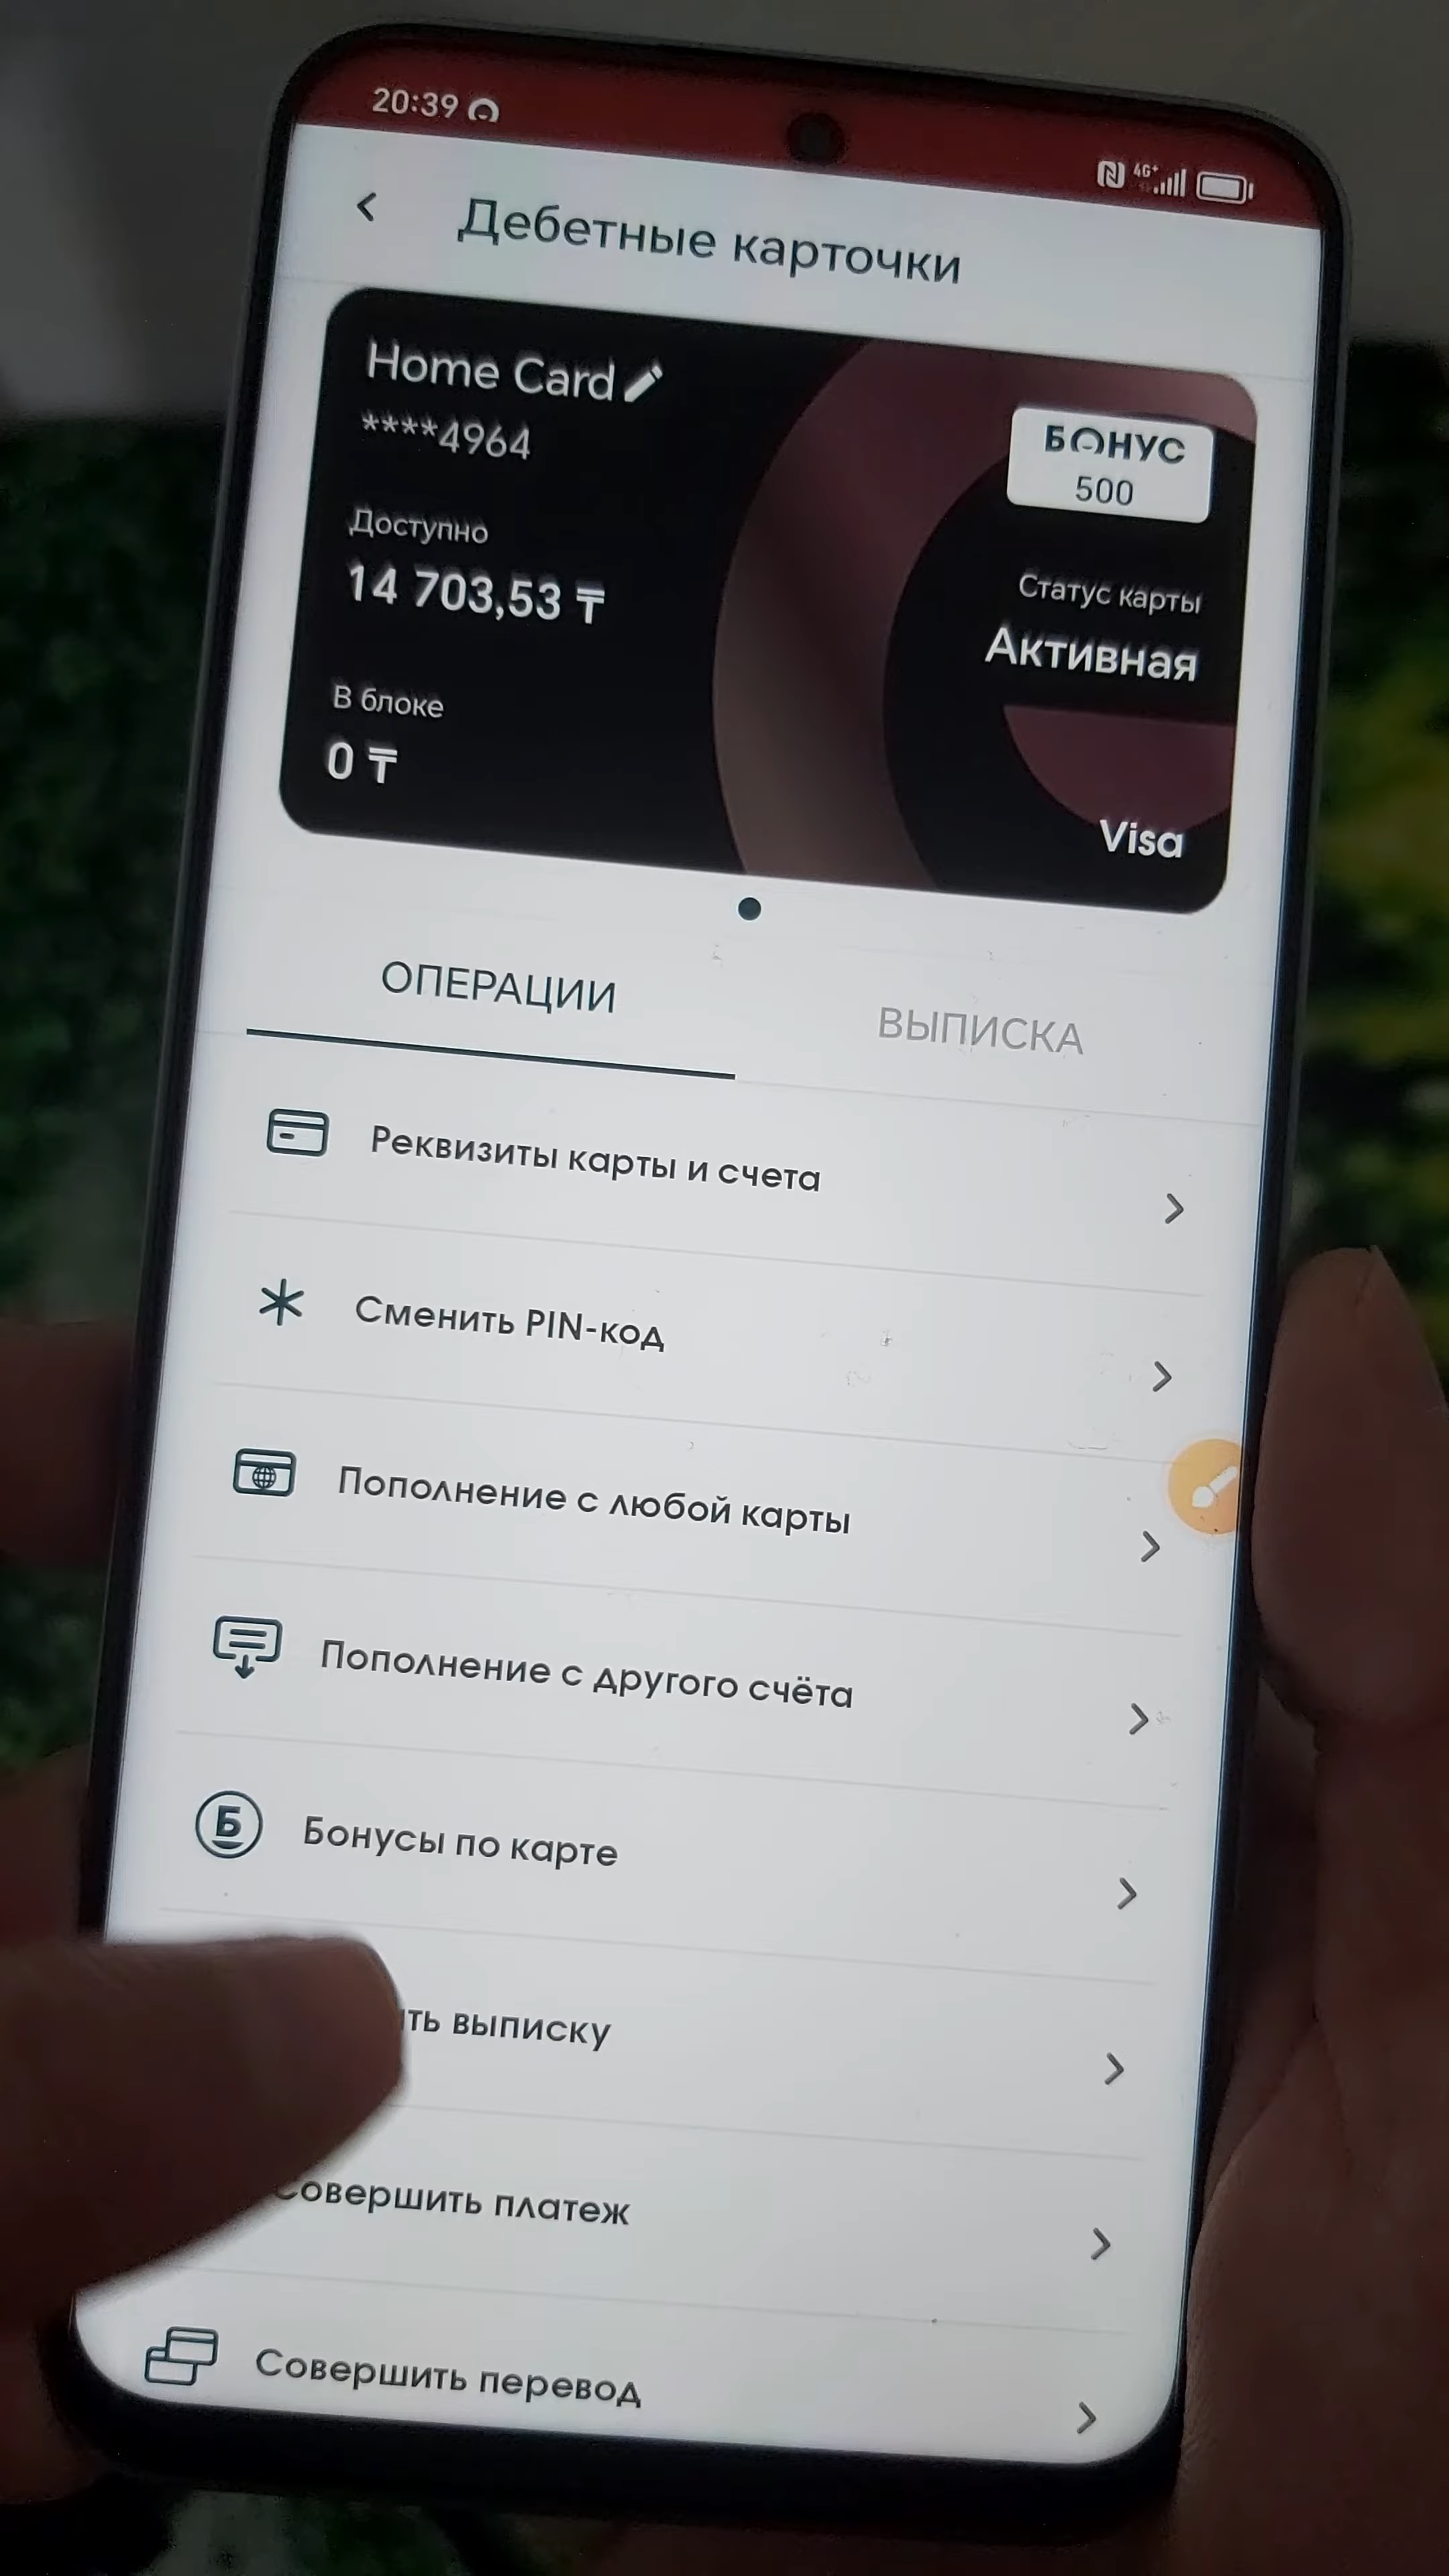 20:39
4G+
Дебетные карточки
Home Card
****4964
БОНУС
500
Доступно
14 703,53 ₸
Статус карты
Активная
В блоке
0 ₸
Visa
ОПЕРАЦИИ
ВЫПИСКА
Реквизиты карты и счета
Сменить PIN-код
Пополнение с любой карты
Пополнение с другого счёта
Б
Бонусы по карте
выписку
Совершить платеж
Совершить перевод